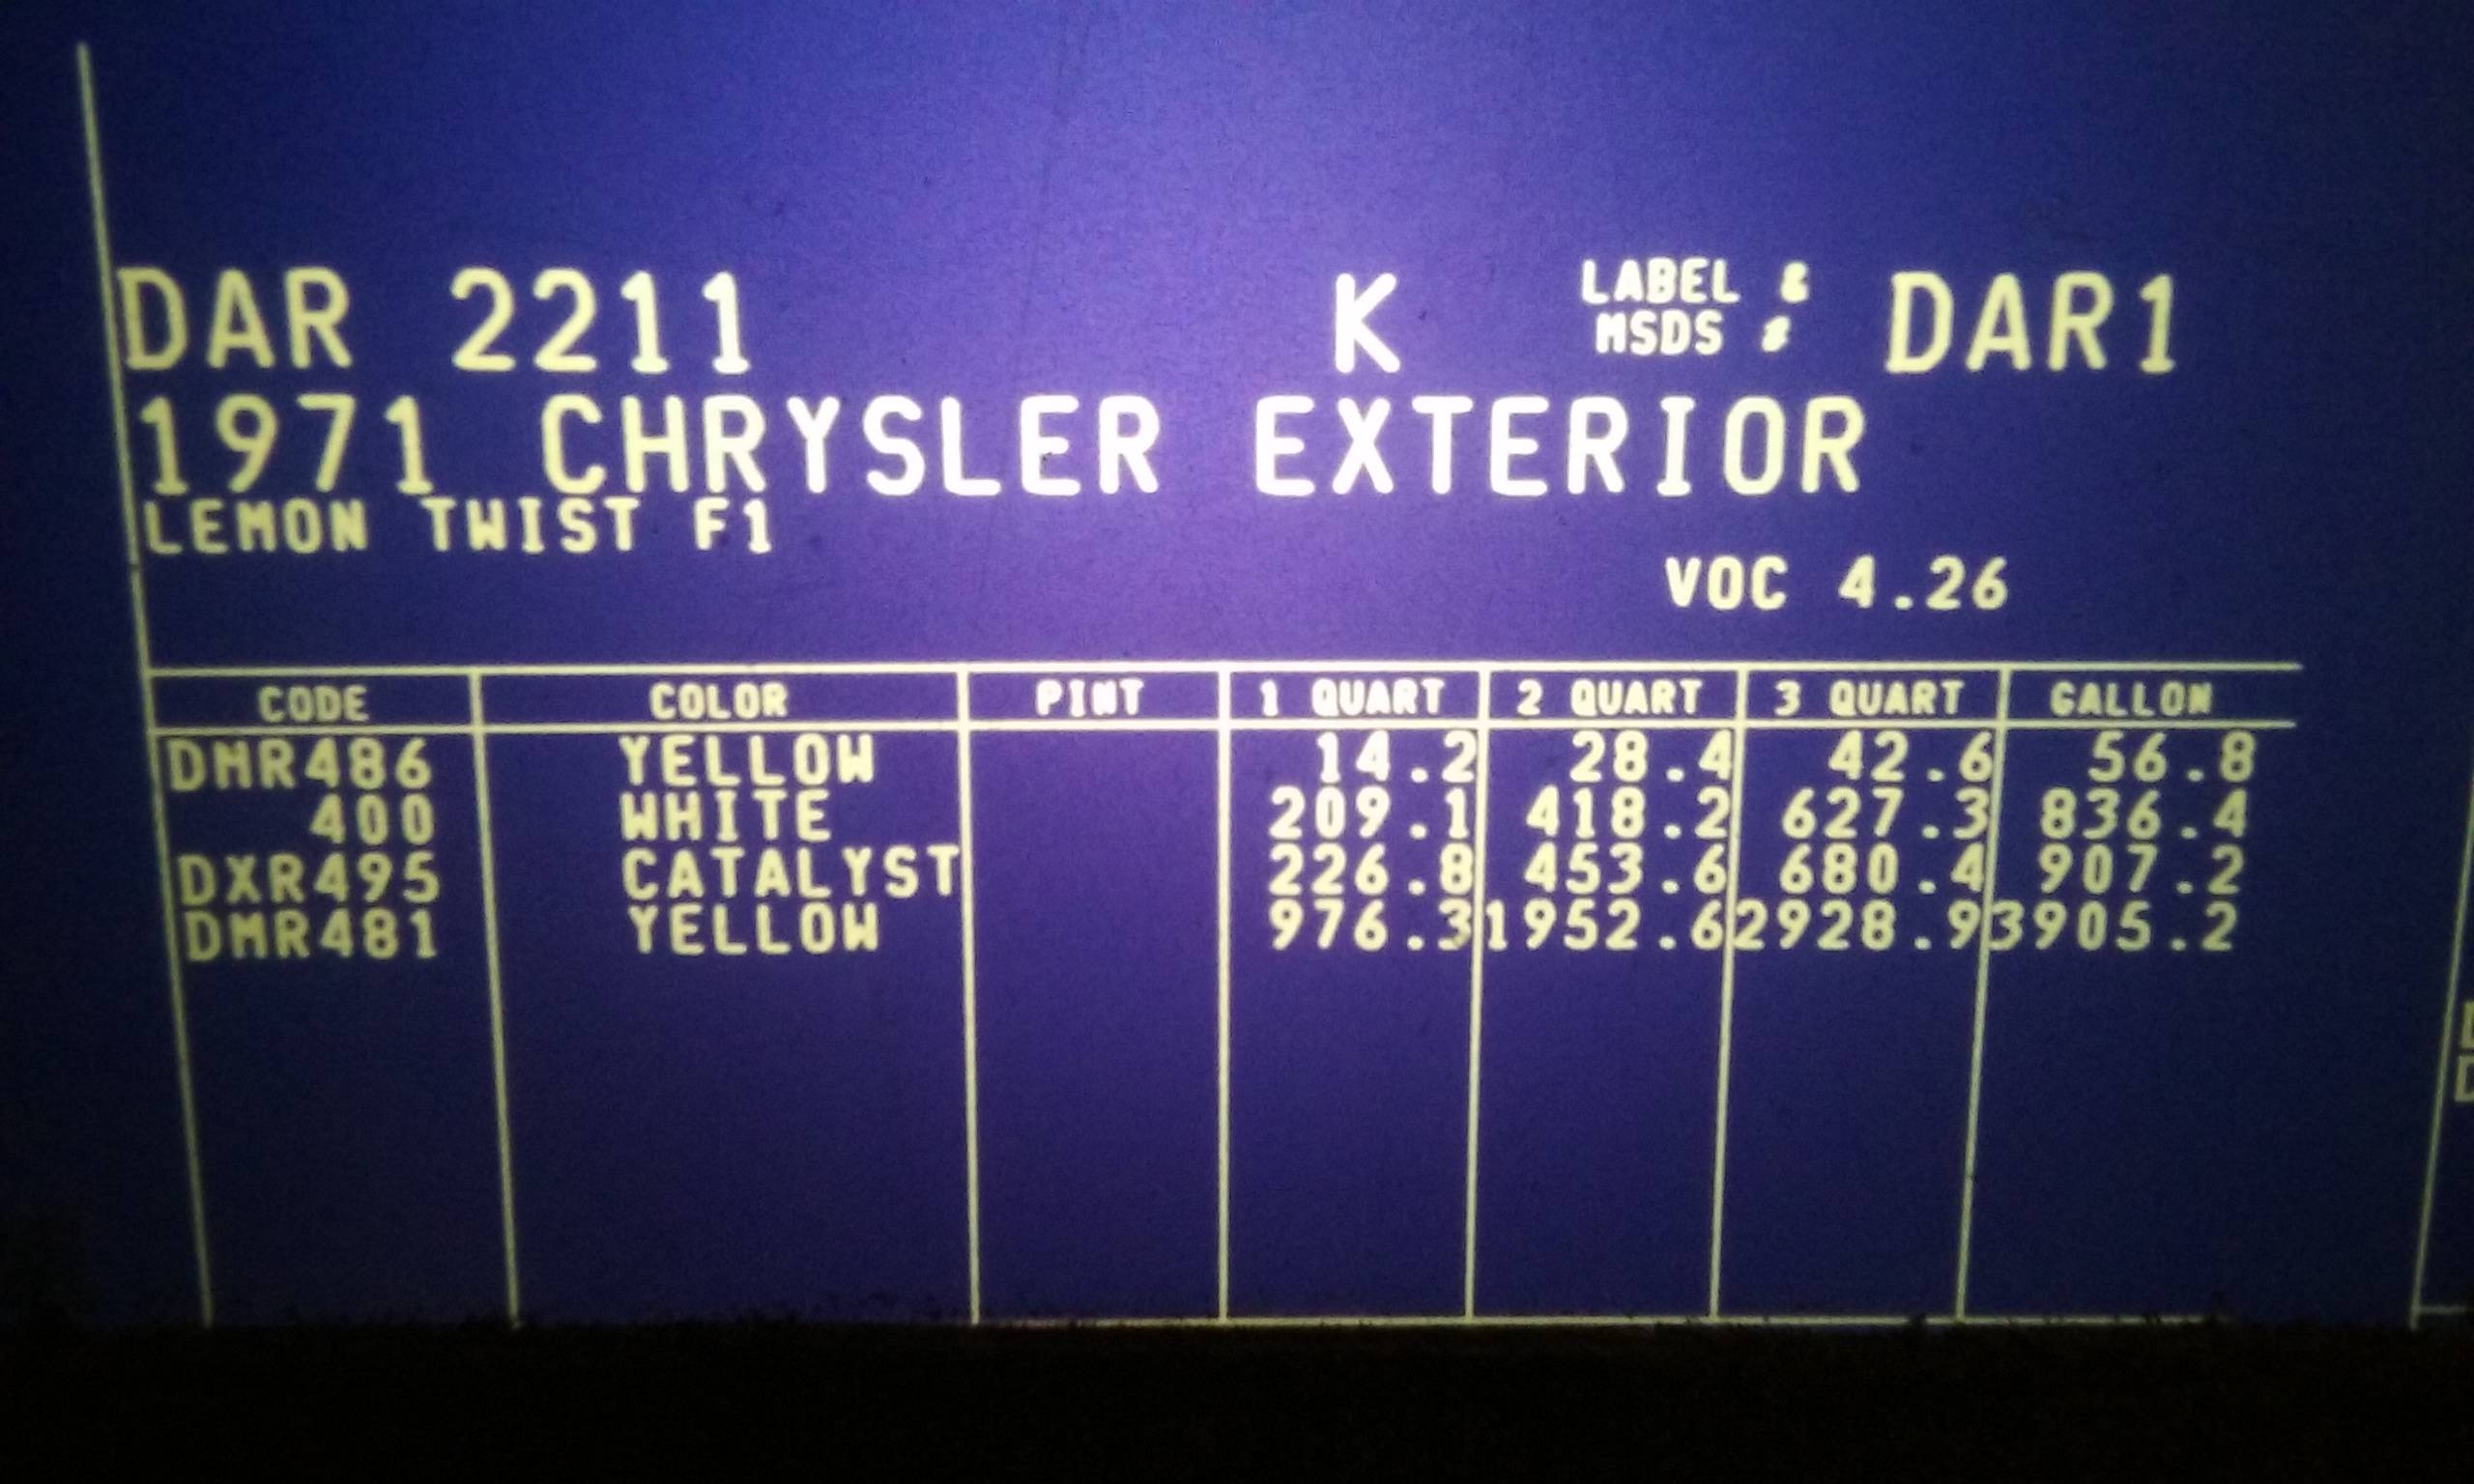 DAR 2211 K LABEL & DAR1
MSDS #
1971 CHRYSLER EXTERIOR
LEMON TWIST F1
VOC 4.26
CODE COLOR PINT 1 QUART 2 QUART 3 QUART GALLON
DMR486 YELLOW 14.2 28.4 42.6 56.8
400 WHITE 209.1 418.2 627.3 836.4
DXR495 CATALYST 226.8 453.6 680.4 907.2
DMR481 YELLOW 976.3 1952.6 2928.9 3905.2